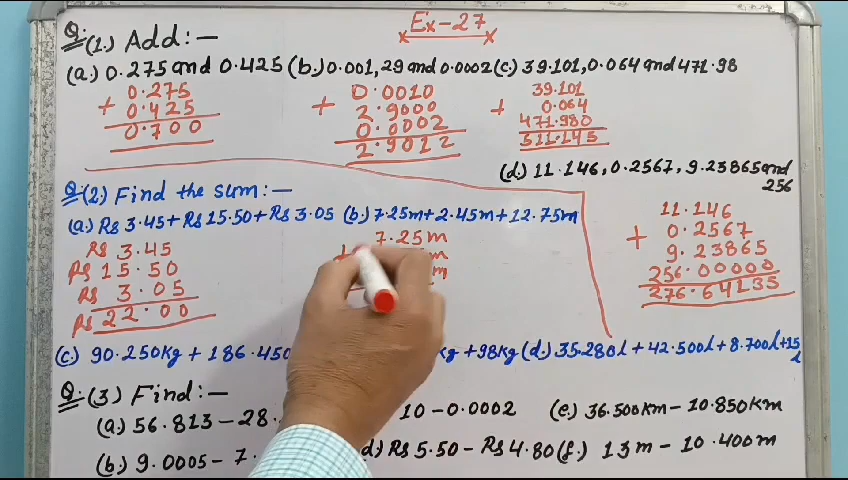 Ex-27
Q. (1.) Add:-
(a.) 0.275 and 0.425 (b.) 0.001, 29 and 0.0002 (c.) 39.101, 0.064 and 471.98
0.275
+ 0.425
0.700
0.0010
+ 2.9000
0.0002
2.9012
39.101
+ 0.064
471.980
511.145
(d.) 11.146, 0.2567, 9.23865 and
256
11.146
+ 0.2567
9.23865
256.00000
276.64135
Q. (2) Find the sum:-
(a.) Rs 3.45 + Rs 15.50 + Rs 3.05 (b.) 7.25m + 2.45m + 12.75m
Rs 3.45
Rs 15.50
Rs 3.05
Rs 22.00
7.25m
+ m
m
(c.) 90.250kg + 186.450 kg + 98kg (d.) 35.280l + 42.500l + 8.700l + 15
l
Q. (3) Find:-
(a.) 56.813 - 28. 10 - 0.0002 (e.) 36.500km - 10.850km
(b.) 9.0005 - 7. d.) Rs 5.50 - Rs 4.80 (f.) 13m - 10.400m